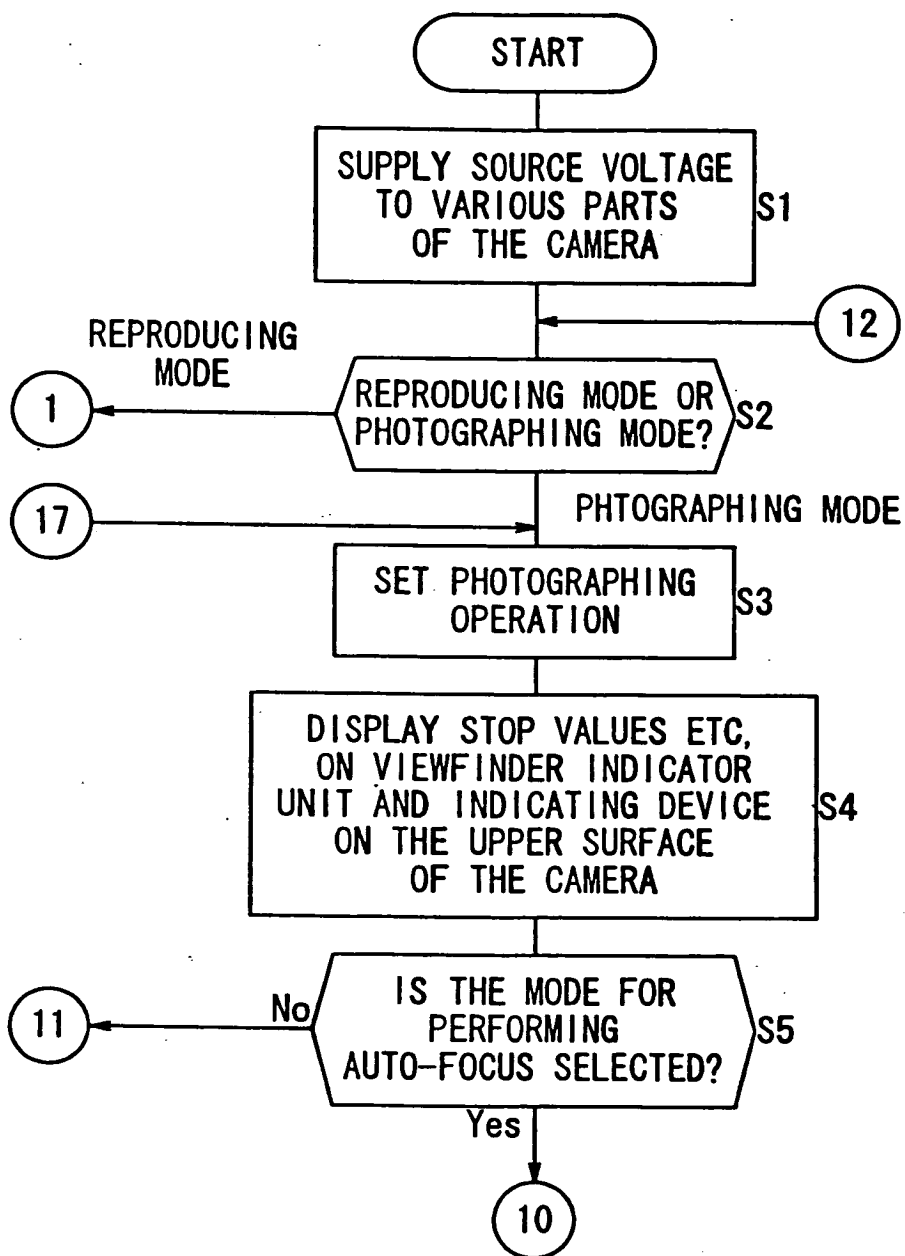 START
SUPPLY SOURCE VOLTAGE
TO VARIOUS PARTS
OF THE CAMERA
S1
12
REPRODUCING
MODE
1
REPRODUCING MODE OR
PHOTOGRAPHING MODE?
S2
17
PHTOGRAPHING MODE
SET PHOTOGRAPHING
OPERATION
S3
DISPLAY STOP VALUES ETC,
ON VIEWFINDER INDICATOR
UNIT AND INDICATING DEVICE
ON THE UPPER SURFACE
OF THE CAMERA
S4
11
No
IS THE MODE FOR
PERFORMING
AUTO-FOCUS SELECTED?
S5
Yes
10